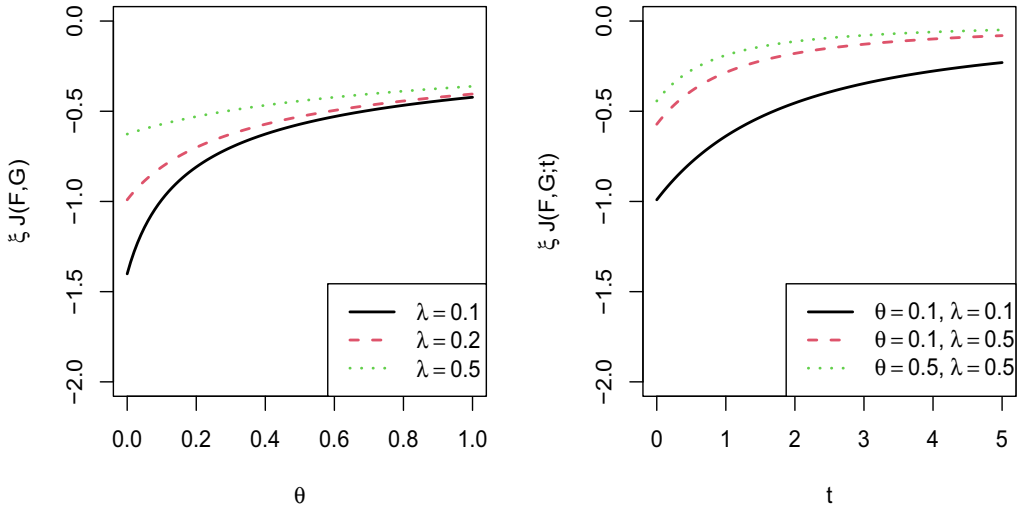 ξ J(F,G)
0.0
−0.5
−1.0
−1.5
−2.0
λ = 0.1
λ = 0.2
λ = 0.5
0.0 0.2 0.4 0.6 0.8 1.0
θ
ξ J(F,G;t)
0.0
−0.5
−1.0
−1.5
−2.0
θ = 0.1, λ = 0.1
θ = 0.1, λ = 0.5
θ = 0.5, λ = 0.5
0 1 2 3 4 5
t